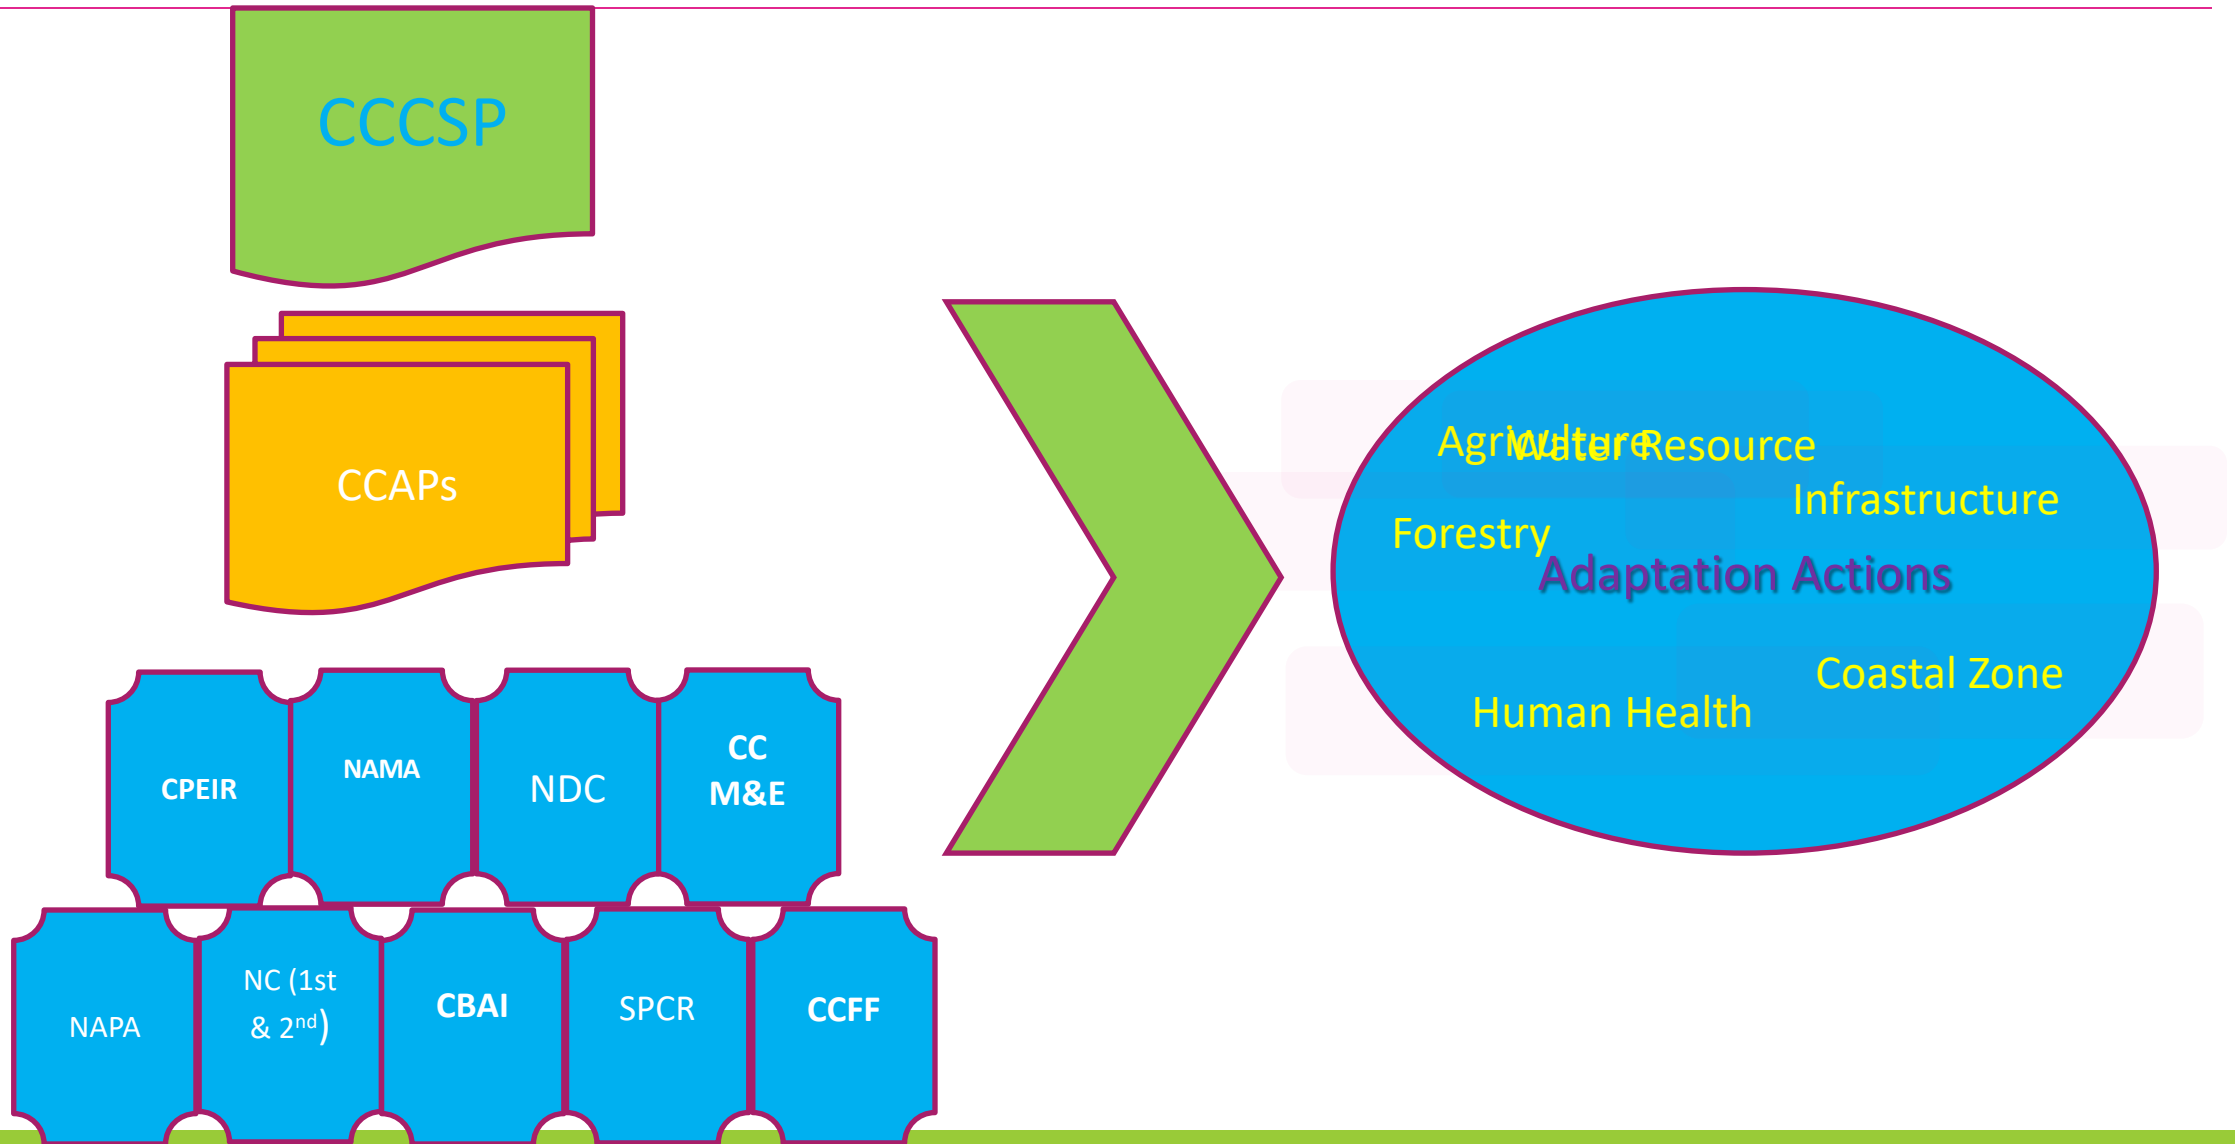 CCCSP
CCAPs
CPEIR
NAMA
NDC
CC
M&E
NAPA
NC (1st
& 2nd)
CBAI
SPCR
CCFF
Agriculture
Water Resource
Infrastructure
Forestry
Adaptation Actions
Coastal Zone
Human Health